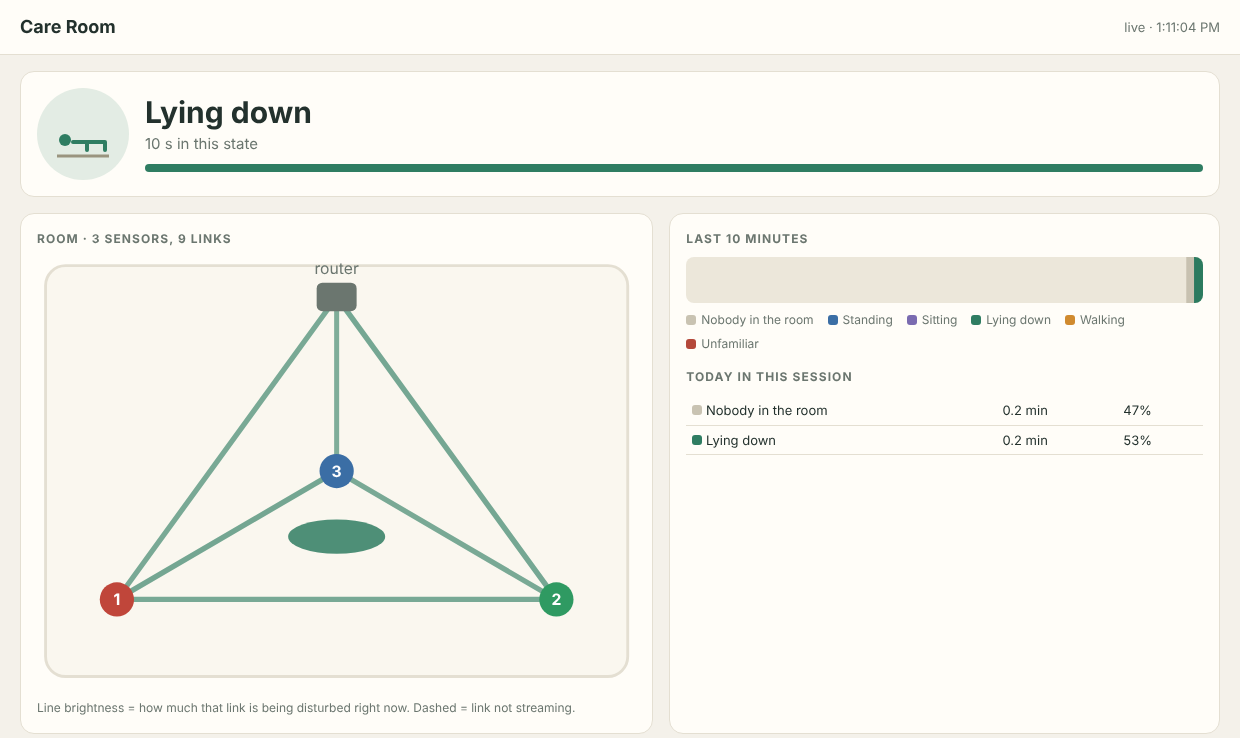 Care Room
live · 1:11:04 PM
Lying down
10 s in this state
ROOM · 3 SENSORS, 9 LINKS
router
3
1
2
Line brightness = how much that link is being disturbed right now. Dashed = link not streaming.
LAST 10 MINUTES
Nobody in the room Standing Sitting Lying down Walking
Unfamiliar
TODAY IN THIS SESSION
Nobody in the room 0.2 min 47%
Lying down 0.2 min 53%